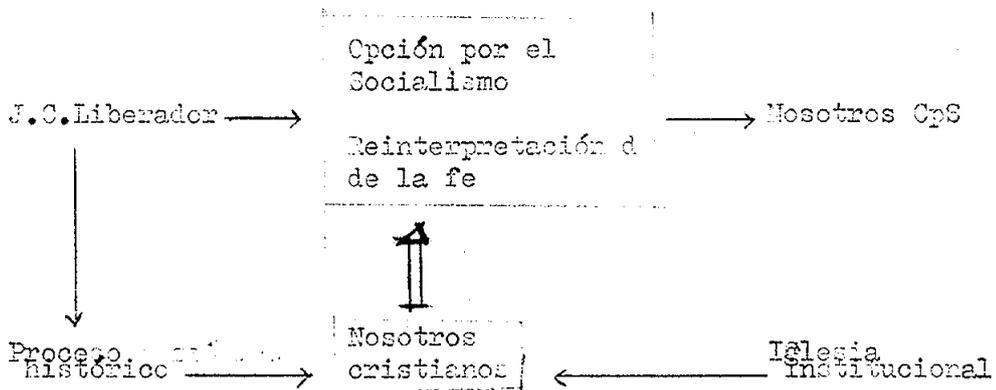 Opción por el
Socialismo
J.C.Liberador
Nosotros CpS
Reinterpretación d
de la fe
Nosotros
cristianos
Proceso
histórico
Iglesia
Institucional